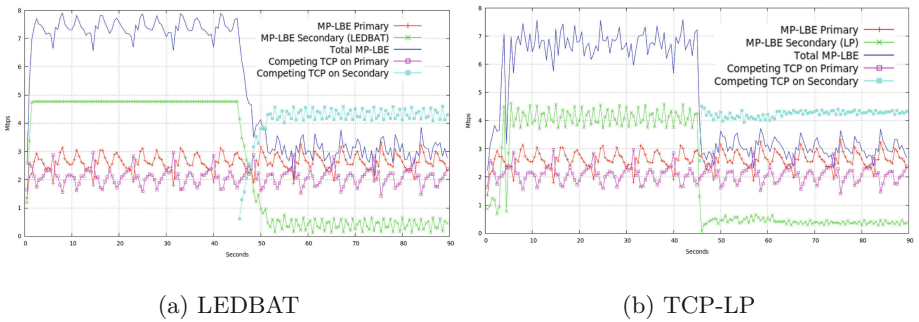 MP-LBE Primary
MP-LBE Secondary (LEDBAT)
Total MP-LBE
Competing TCP on Primary
Competing TCP on Secondary
8
7
6
5
4
3
2
1
0
Mbps
0 10 20 30 40 50 60 70 80 90
Seconds
(a) LEDBAT
MP-LBE Primary
MP-LBE Secondary (LP)
Total MP-LBE
Competing TCP on Primary
Competing TCP on Secondary
8
7
6
5
4
3
2
1
0
Mbps
0 10 20 30 40 50 60 70 80 90
Seconds
(b) TCP-LP